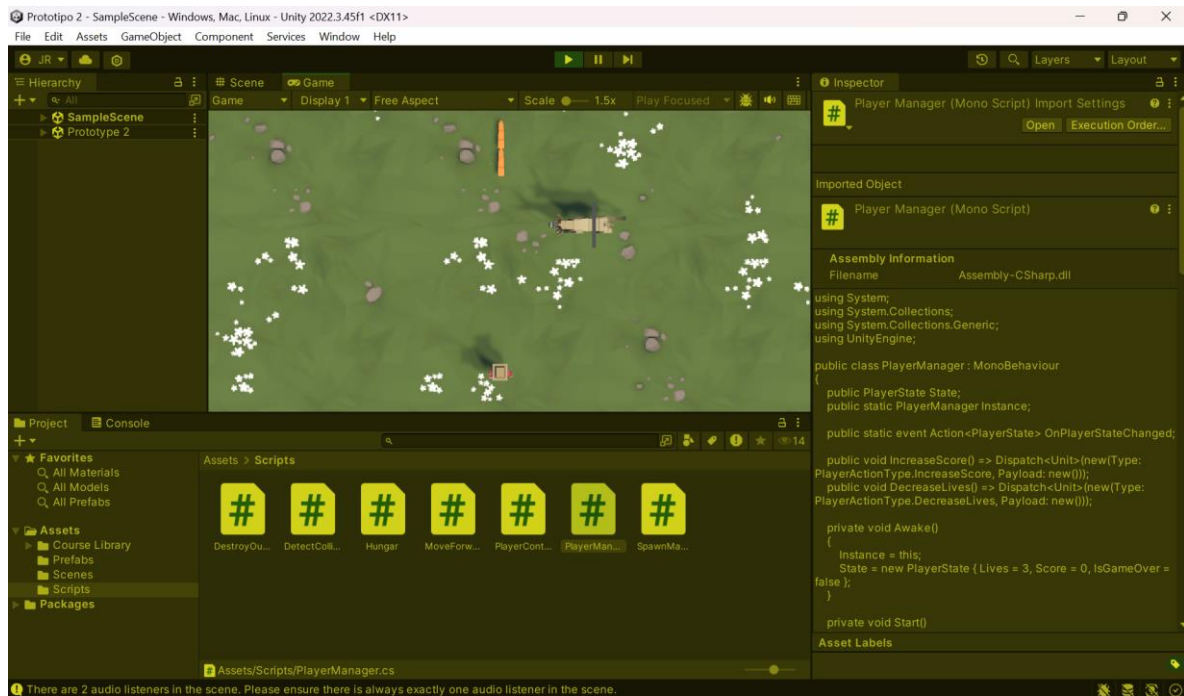 Prototipo 2 - SampleScene - Windows, Mac, Linux - Unity 2022.3.45f1 <DX11>
File Edit Assets GameObject Component Services Window Help
JR Layers Layout
Hierarchy
All
SampleScene
Prototype 2
Scene Game
Game Display 1 Free Aspect Scale 1.5x Play Focused
Inspector
Player Manager (Mono Script) Import Settings
Open Execution Order...
Imported Object
Player Manager (Mono Script)
Assembly Information
Filename Assembly-CSharp.dll
using System;
using System.Collections;
using System.Collections.Generic;
using UnityEngine;
public class PlayerManager : MonoBehaviour
{
public PlayerState State;
public static PlayerManager Instance;
public static event Action<PlayerState> OnPlayerStateChanged;
public void IncreaseScore() => Dispatch<Unit>(new(Type:
PlayerActionType.IncreaseScore, Payload: new()));
public void DecreaseLives() => Dispatch<Unit>(new(Type:
PlayerActionType.DecreaseLives, Payload: new()));
private void Awake()
{
Instance = this;
State = new PlayerState { Lives = 3, Score = 0, IsGameOver =
false };
}
private void Start()
Asset Labels
Project Console
14
Favorites
All Materials
All Models
All Prefabs
Assets
Course Library
Prefabs
Scenes
Scripts
Packages
Assets > Scripts
DestroyOu... DetectColli... Hungar MoveForw... PlayerCont... PlayerMan... SpawnMa...
Assets/Scripts/PlayerManager.cs
There are 2 audio listeners in the scene. Please ensure there is always exactly one audio listener in the scene.